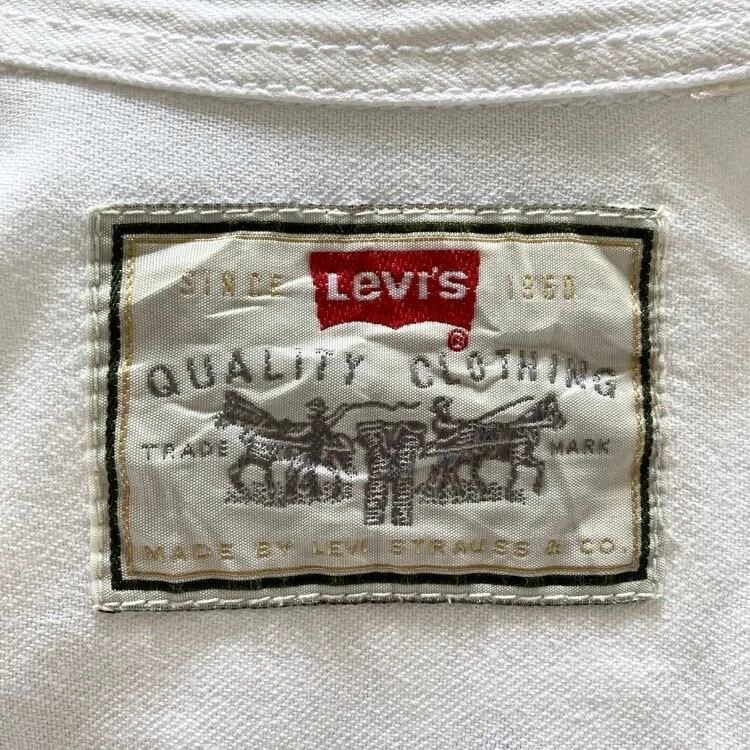 SINCE Levi's 1850
®
QUALITY CLOTHING
TRADE MARK
MADE BY LEVI STRAUSS & CO.